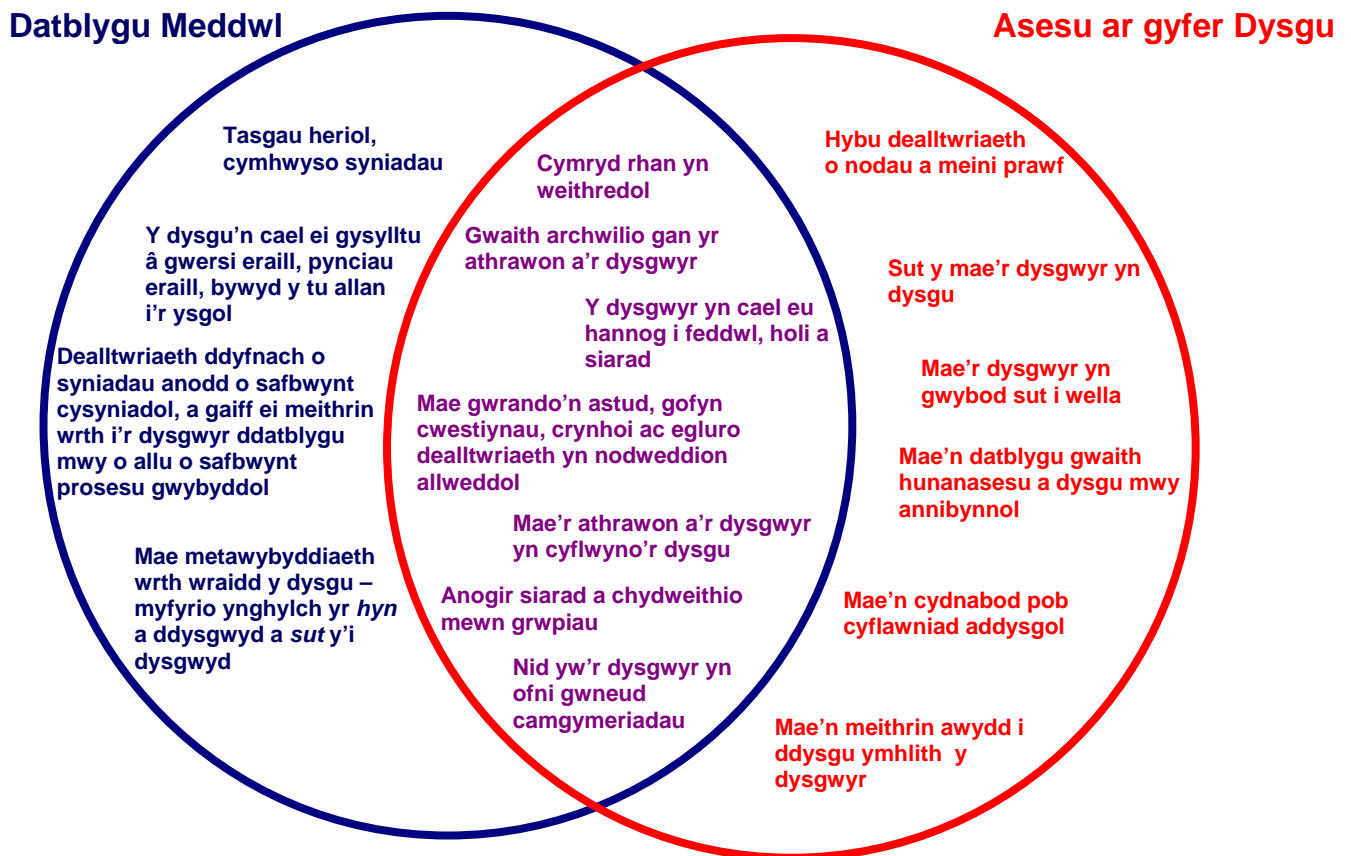 Datblygu Meddwl
Asesu ar gyfer Dysgu
Tasgau heriol,
cymhwyso syniadau
Y dysgu’n cael ei gysylltu
â gwersi eraill, pynciau
eraill, bywyd y tu allan
i’r ysgol
Dealltwriaeth ddyfnach o
syniadau anodd o safbwynt
cysyniadol, a gaiff ei meithrin
wrth i’r dysgwyr ddatblygu
mwy o allu o safbwynt
prosesu gwybyddol
Mae metawybyddiaeth
wrth wraidd y dysgu –
myfyrio ynghylch yr hyn
a ddysgwyd a sut y’i
dysgwyd
Cymryd rhan yn
weithredol
Gwaith archwilio gan yr
athrawon a’r dysgwyr
Y dysgwyr yn cael eu
hannog i feddwl, holi a
siarad
Mae gwrando’n astud, gofyn
cwestiynau, crynhoi ac egluro
dealltwriaeth yn nodweddion
allweddol
Mae’r athrawon a’r dysgwyr
yn cyflwyno’r dysgu
Anogir siarad a chydweithio
mewn grwpiau
Nid yw’r dysgwyr yn
ofni gwneud
camgymeriadau
Hybu dealltwriaeth
o nodau a meini prawf
Sut y mae’r dysgwyr yn
dysgu
Mae’r dysgwyr yn
gwybod sut i wella
Mae’n datblygu gwaith
hunanasesu a dysgu mwy
annibynnol
Mae’n cydnabod pob
cyflawniad addysgol
Mae’n meithrin awydd i
ddysgu ymhlith y
dysgwyr